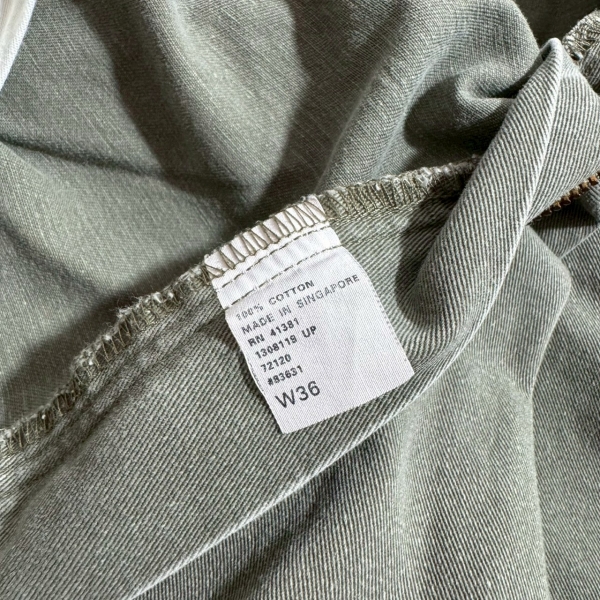 100% COTTON
MADE IN SINGAPORE
RN 41381
1308119 UP
72120
#83631
W36